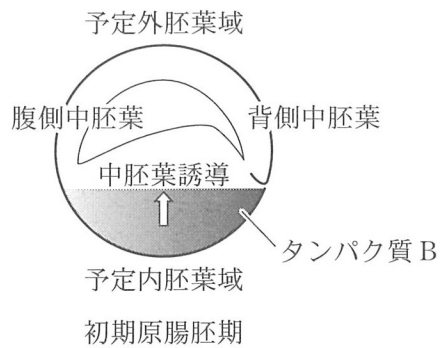 予定外胚葉域
腹側中胚葉
背側中胚葉
中胚葉誘導
タンパク質 B
予定内胚葉域
初期原腸胚期